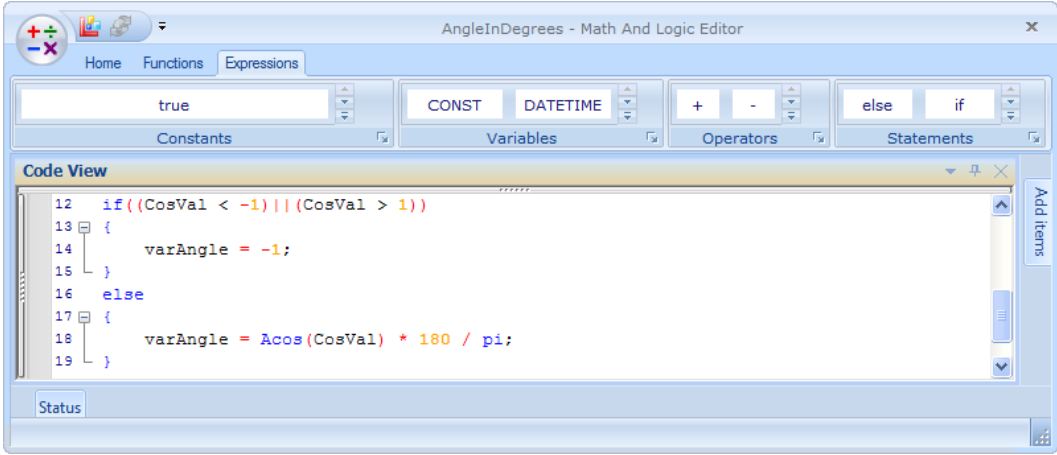 AngleInDegrees - Math And Logic Editor
Home Functions Expressions
true CONST DATETIME + - else if
Constants Variables Operators Statements
Code View
Add items
12 if((CosVal < -1)||(CosVal > 1))
13 {
14 varAngle = -1;
15 }
16 else
17 {
18 varAngle = Acos(CosVal) * 180 / pi;
19 }
Status